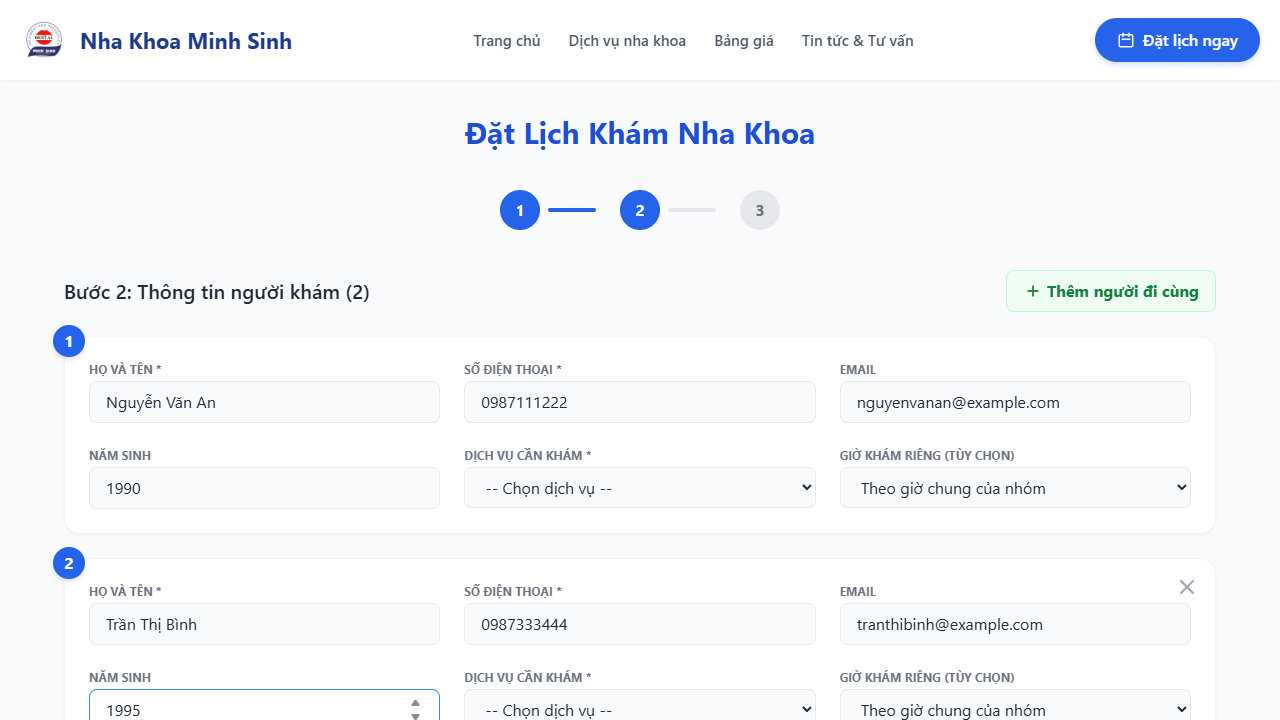 DENTAL
MINH SINH
Nha Khoa Minh Sinh
Trang chủ
Dịch vụ nha khoa
Bảng giá
Tin tức & Tư vấn
Đặt lịch ngay
Đặt Lịch Khám Nha Khoa
1
2
3
Bước 2: Thông tin người khám (2)
+ Thêm người đi cùng
1
HỌ VÀ TÊN *
SỐ ĐIỆN THOẠI *
EMAIL
Nguyễn Văn An
0987111222
nguyenvanan@example.com
NĂM SINH
DỊCH VỤ CẦN KHÁM *
GIỜ KHÁM RIÊNG (TÙY CHỌN)
1990
-- Chọn dịch vụ --
Theo giờ chung của nhóm
2
HỌ VÀ TÊN *
SỐ ĐIỆN THOẠI *
EMAIL
Trần Thị Bình
0987333444
tranthibinh@example.com
NĂM SINH
DỊCH VỤ CẦN KHÁM *
GIỜ KHÁM RIÊNG (TÙY CHỌN)
1995
-- Chọn dịch vụ --
Theo giờ chung của nhóm